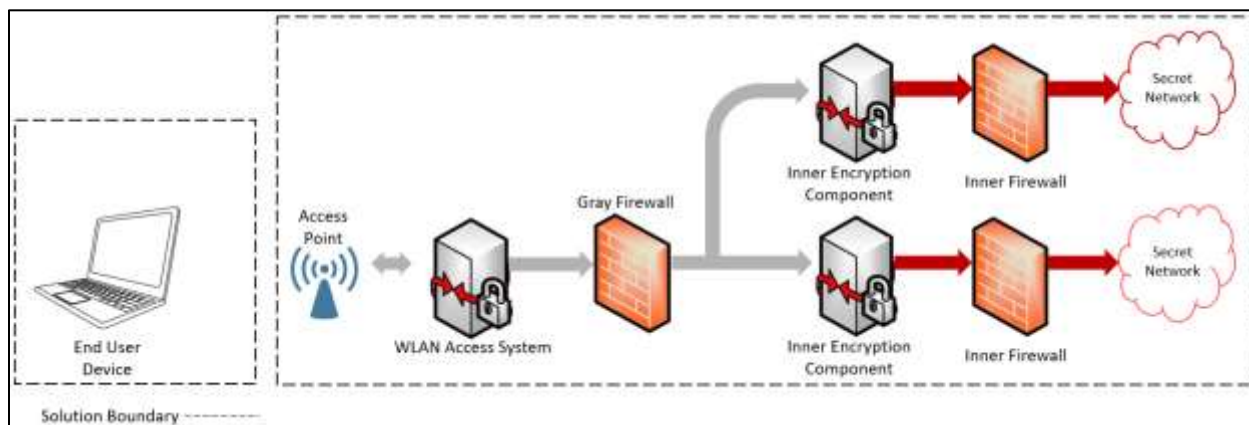 Secret
Network
Inner Encryption
Component
Inner Firewall
Gray Firewall
Access
Point
WLAN Access System
End User
Device
Inner Encryption
Component
Inner Firewall
Secret
Network
Solution Boundary